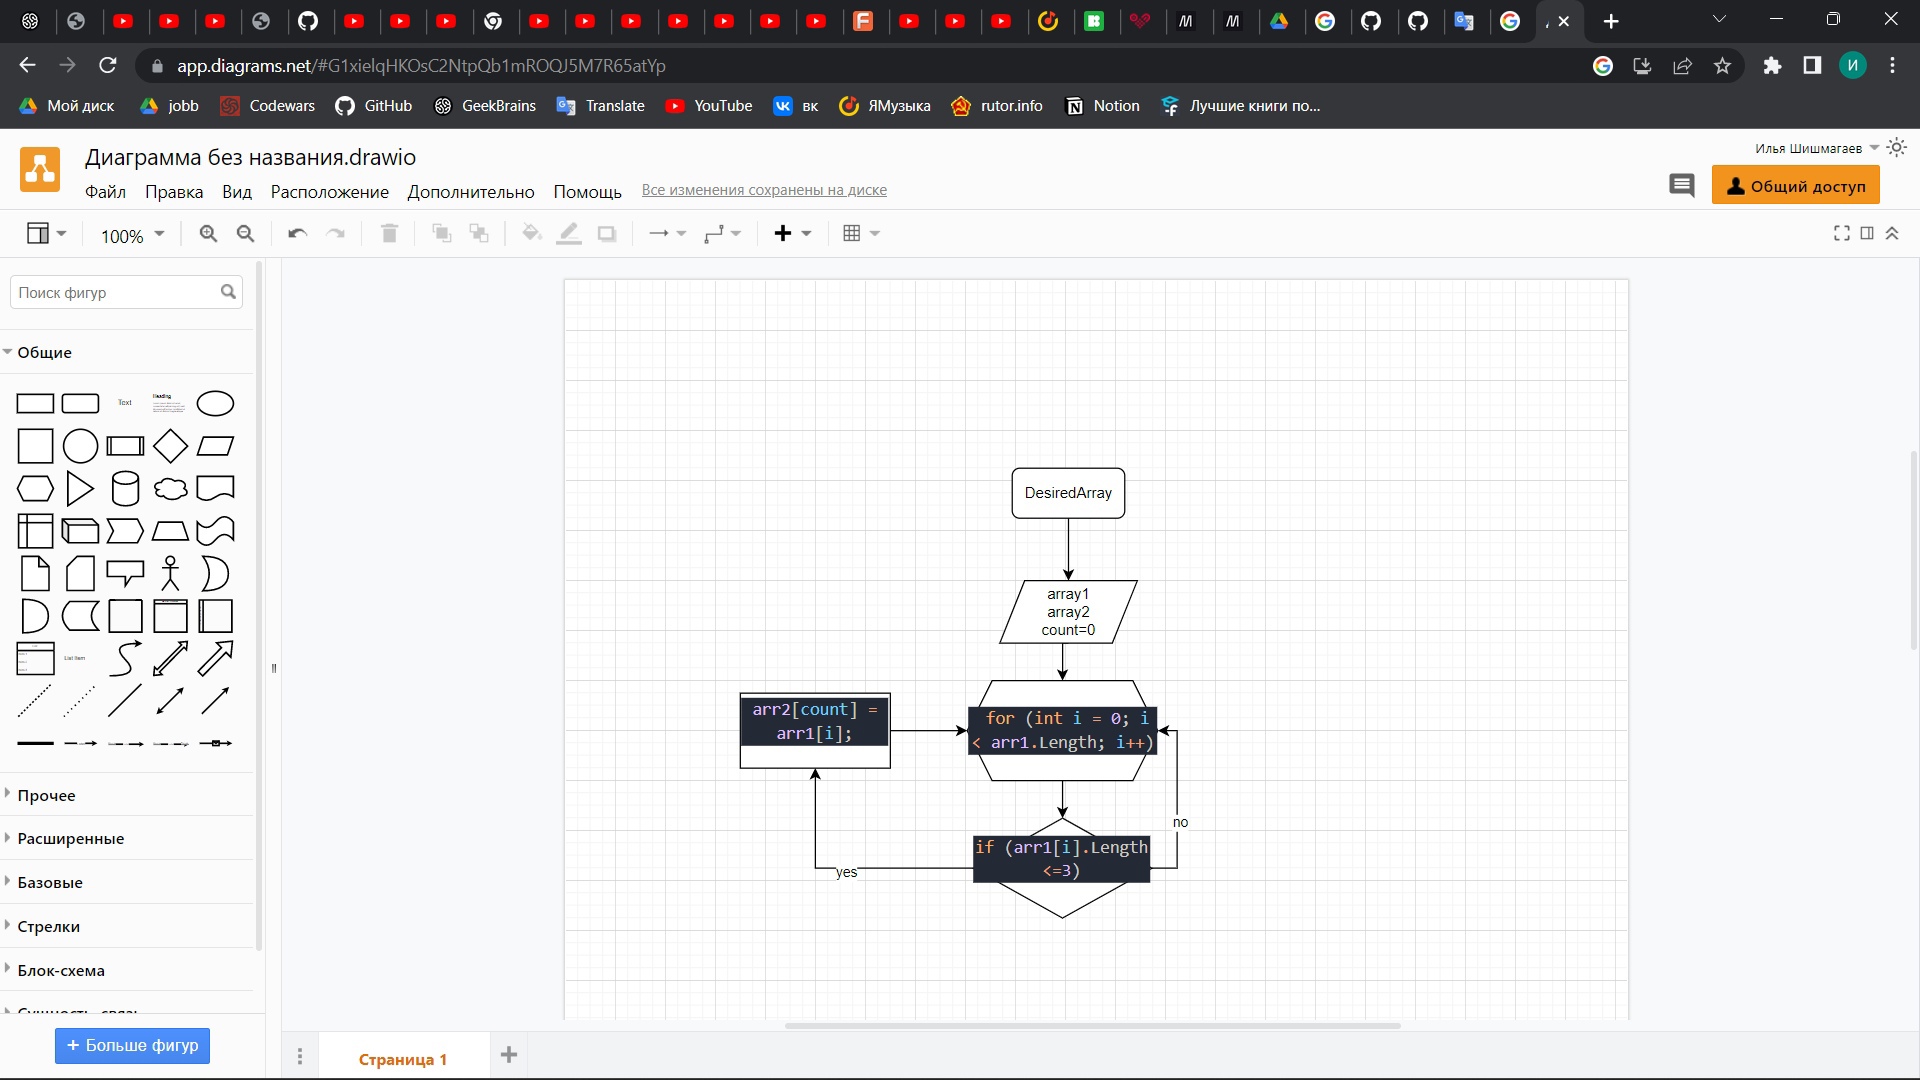 app.diagrams.net/#G1xielqHKOsC2NtpQb1mROQJ5M7R65atYp
И
Мой диск
jobb
Codewars
GitHub
GeekBrains
Translate
YouTube
вк
ЯМузыка
rutor.info
Notion
Лучшие книги по...
Диаграмма без названия.drawio
Илья Шишмагаев
Файл
Правка
Вид
Расположение
Дополнительно
Помощь
Все изменения сохранены на диске
Общий доступ
100%
Поиск фигур
Общие
Text
Heading
List Item
Прочее
Расширенные
Базовые
Стрелки
Блок-схема
+ Больше фигур
DesiredArray
array1
array2
count=0
arr2[count] =
arr1[i];
for (int i = 0; i
< arr1.Length; i++)
no
if (arr1[i].Length
<=3)
yes
Страница 1